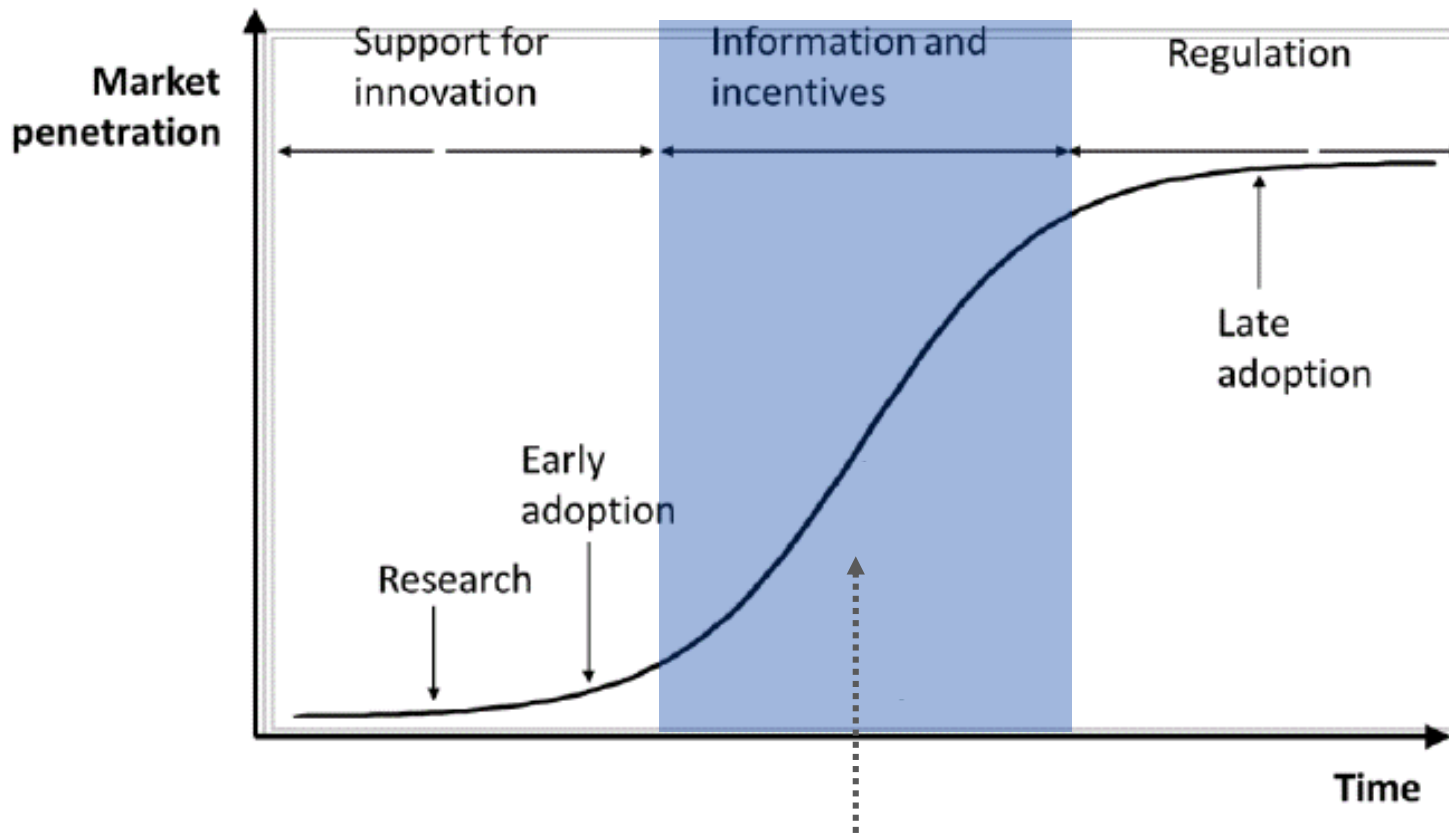 Market
penetration
Support for
innovation
Information and
incentives
Regulation
Late
adoption
Early
adoption
Research
Time